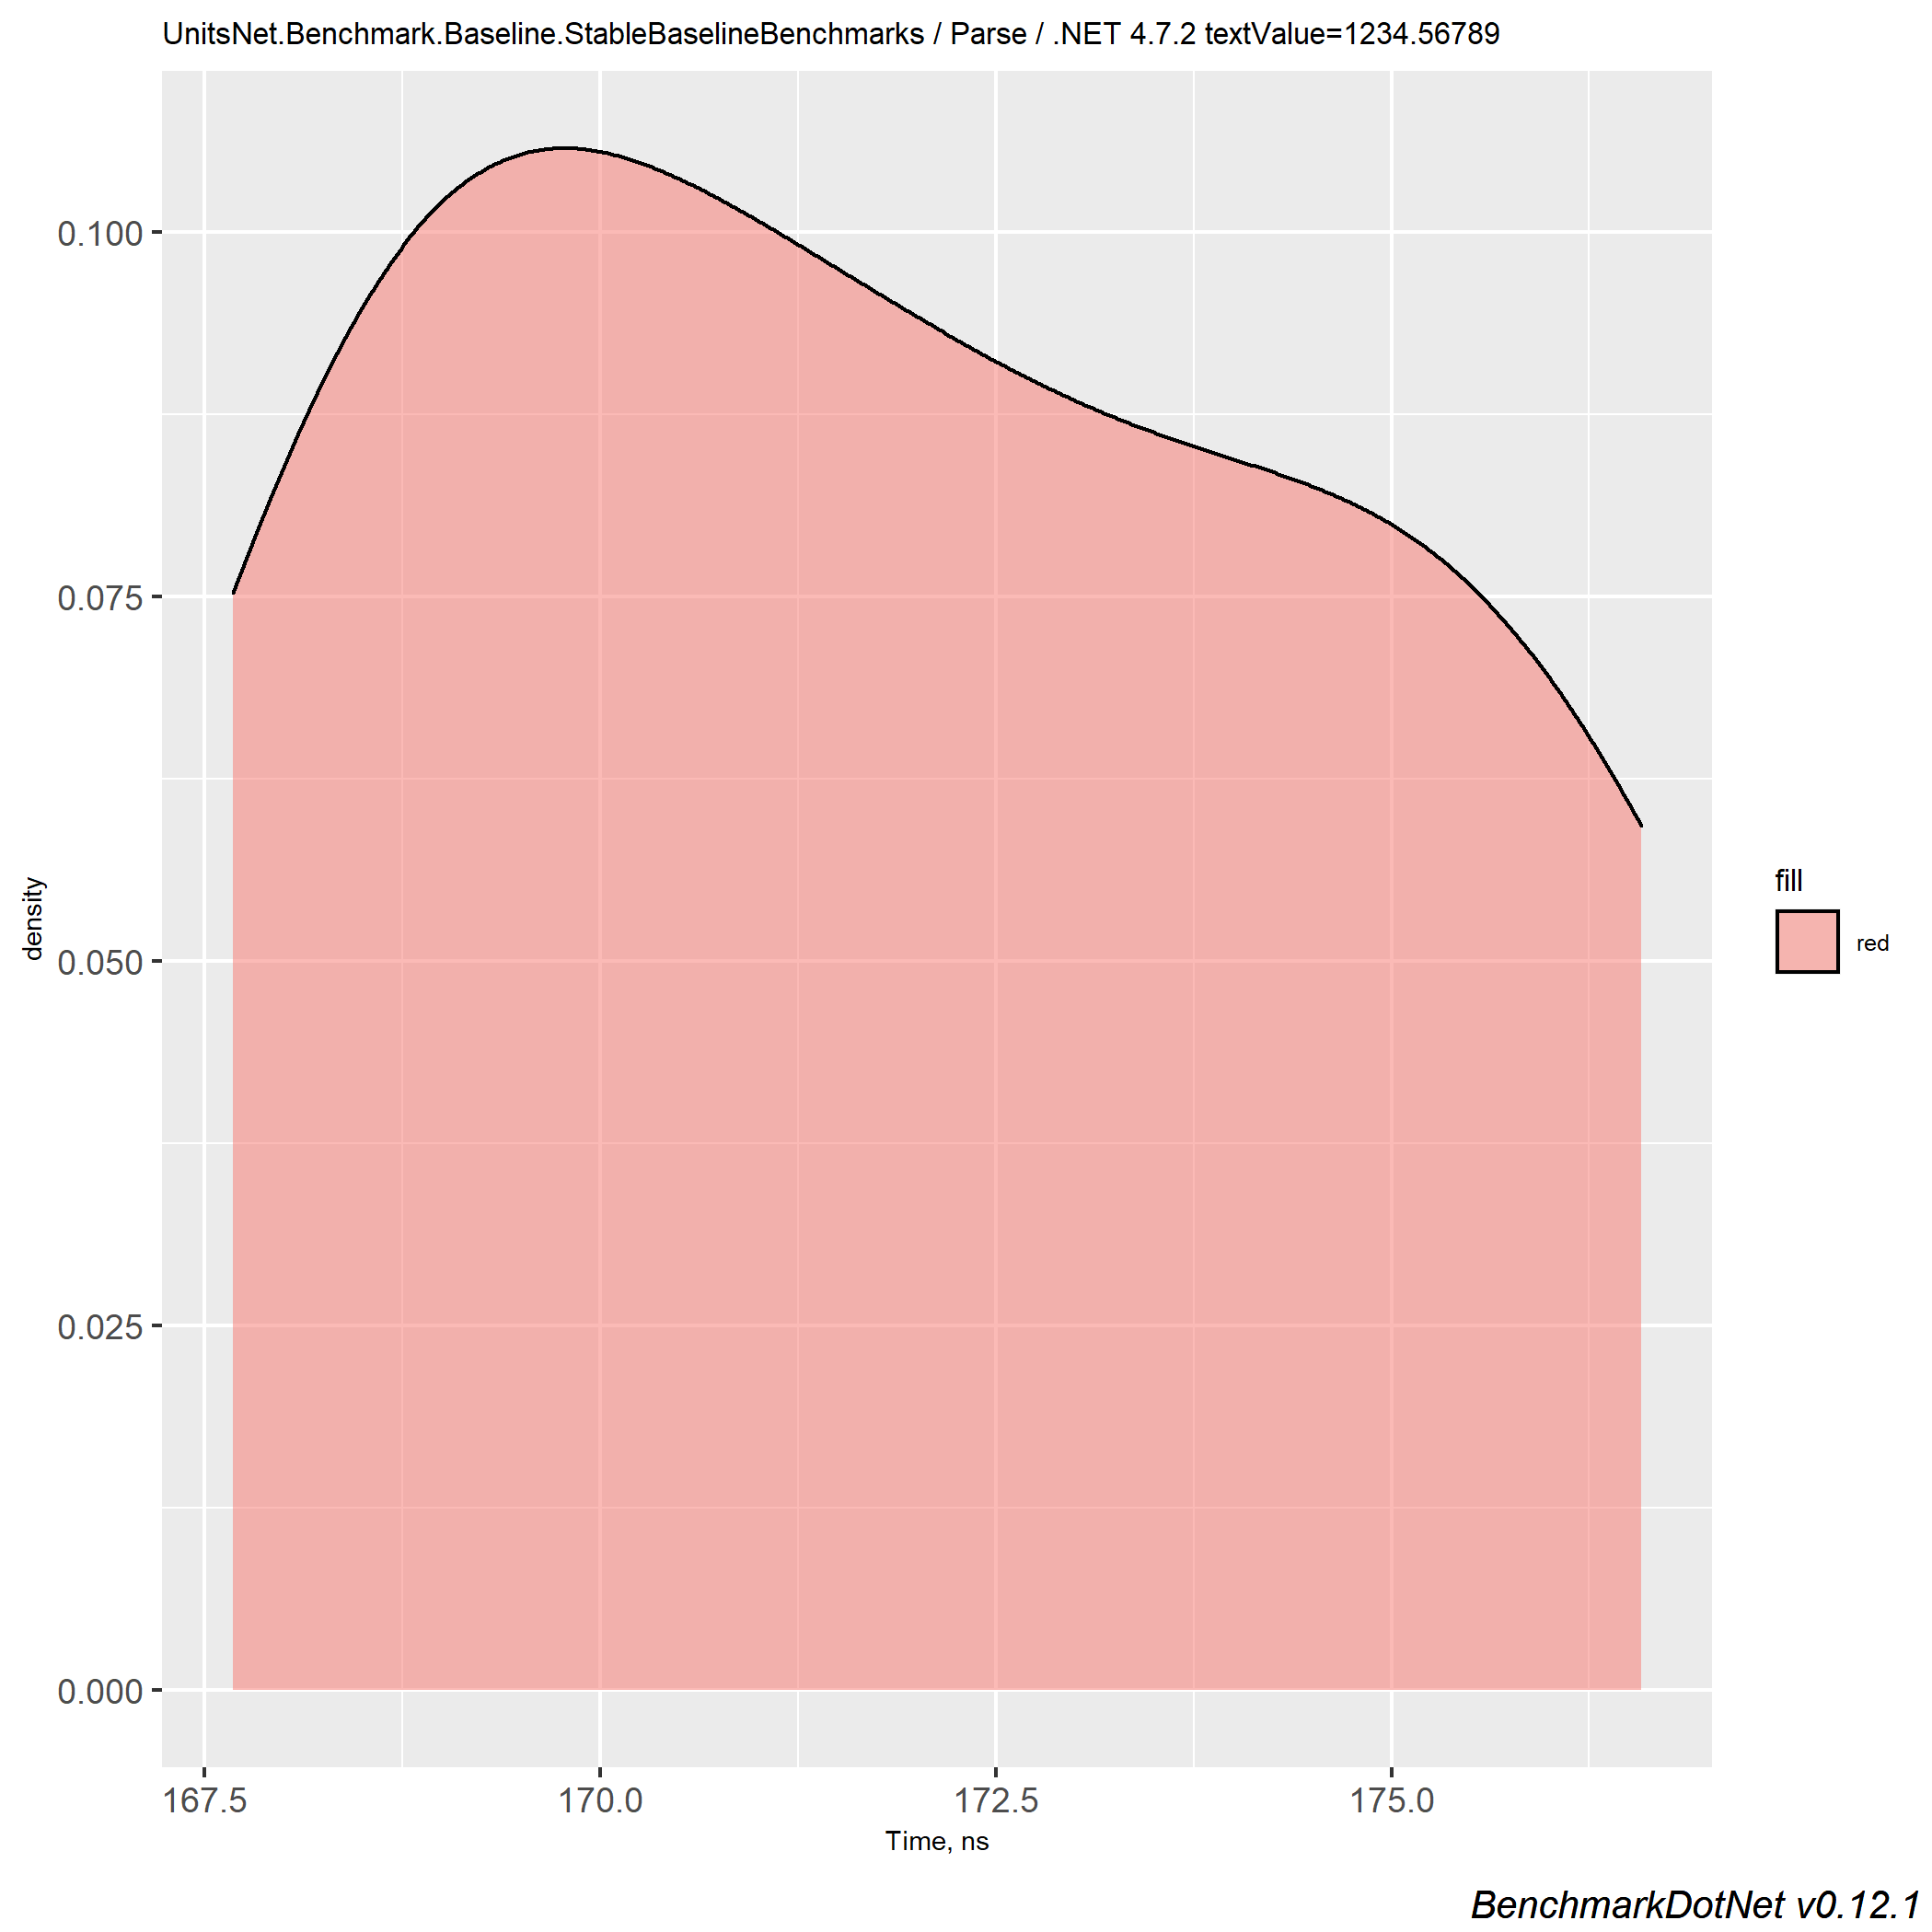 UnitsNet.Benchmark.Baseline.StableBaselineBenchmarks / Parse / .NET 4.7.2 textValue=1234.56789
0.100
0.075
0.050
0.025
0.000
density
167.5 170.0 172.5 175.0
Time, ns
fill
red
BenchmarkDotNet v0.12.1